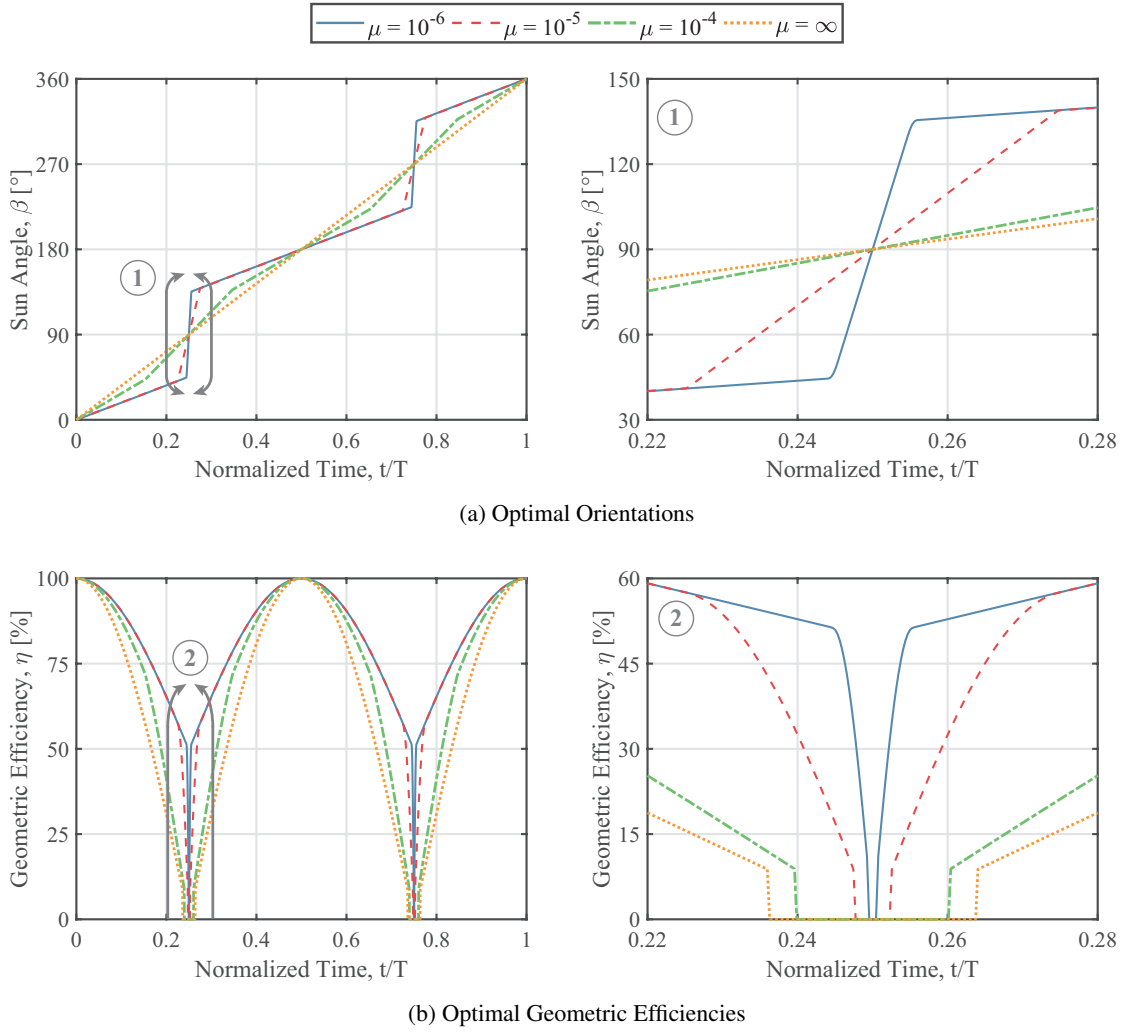 μ = 10⁻⁶ μ = 10⁻⁵ μ = 10⁻⁴ μ = ∞
360
270
180
90
0
Sun Angle, β [°]
1
0 0.2 0.4 0.6 0.8 1
Normalized Time, t/T
150
120
90
60
30
Sun Angle, β [°]
1
0.22 0.24 0.26 0.28
Normalized Time, t/T
(a) Optimal Orientations
100
75
50
25
0
Geometric Efficiency, η [%]
2
0 0.2 0.4 0.6 0.8 1
Normalized Time, t/T
60
45
30
15
0
Geometric Efficiency, η [%]
2
0.22 0.24 0.26 0.28
Normalized Time, t/T
(b) Optimal Geometric Efficiencies